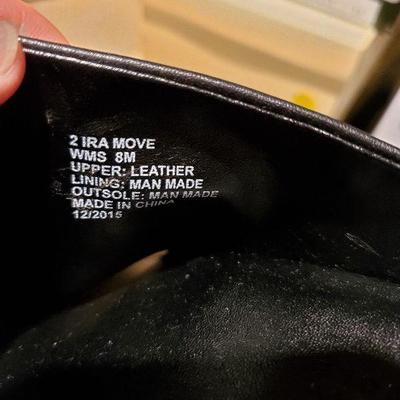 2 IRA MOVE
WMS 8M
UPPER: LEATHER
LINING: MAN MADE
OUTSOLE: MAN MADE
MADE IN CHINA
12/2015